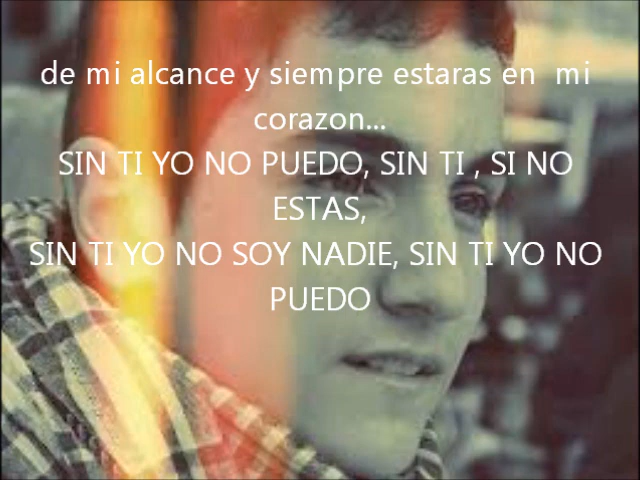 de mi alcance y siempre estaras en  mi
corazon...
SIN TI YO NO PUEDO, SIN TI , SI NO
ESTAS,
SIN TI YO NO SOY NADIE, SIN TI YO NO
PUEDO